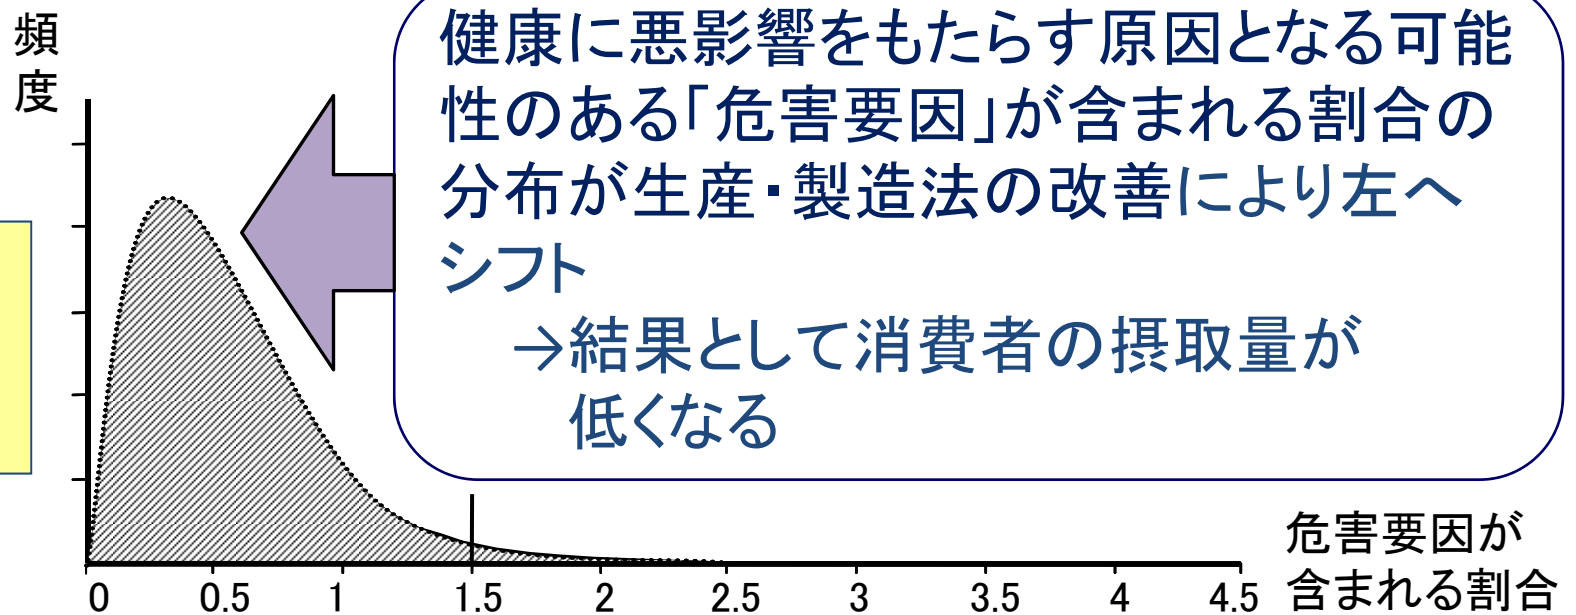 頻度
健康に悪影響をもたらす原因となる可能
性のある「危害要因」が含まれる割合の
分布が生産・製造法の改善により左へ
シフト
→結果として消費者の摂取量が
低くなる
0 0.5 1 1.5 2 2.5 3 3.5 4 4.5
危害要因が
含まれる割合